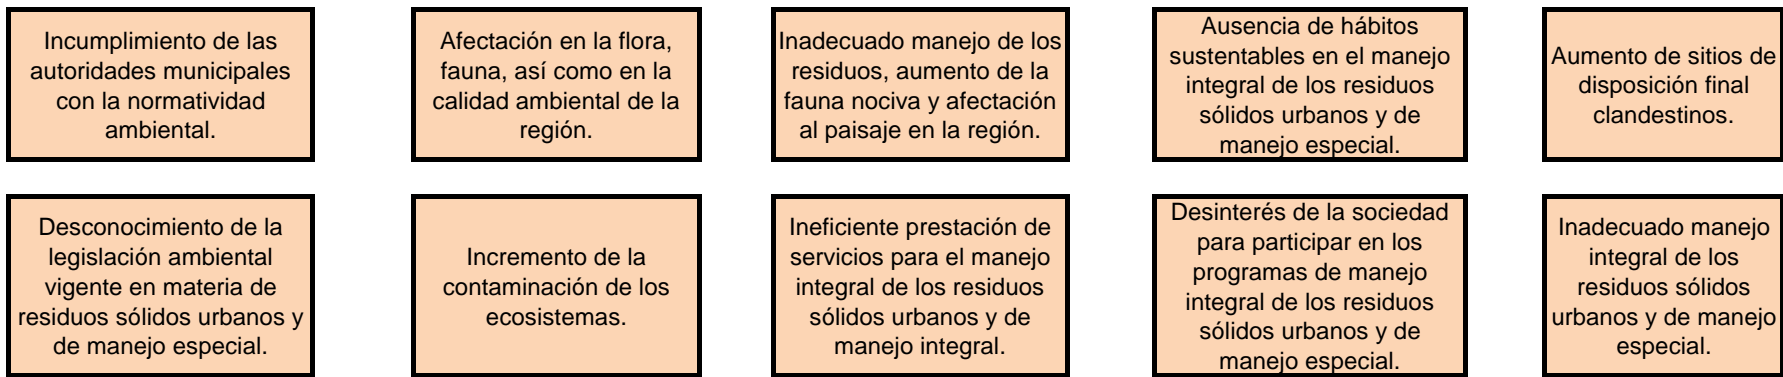 Incumplimiento de las
autoridades municipales
con la normatividad
ambiental.
Afectación en la flora,
fauna, así como en la
calidad ambiental de la
región.
Inadecuado manejo de los
residuos, aumento de la
fauna nociva y afectación
al paisaje en la región.
Ausencia de hábitos
sustentables en el manejo
integral de los residuos
sólidos urbanos y de
manejo especial.
Aumento de sitios de
disposición final
clandestinos.
Desconocimiento de la
legislación ambiental
vigente en materia de
residuos sólidos urbanos y
de manejo especial.
Incremento de la
contaminación de los
ecosistemas.
Ineficiente prestación de
servicios para el manejo
integral de los residuos
sólidos urbanos y de
manejo integral.
Desinterés de la sociedad
para participar en los
programas de manejo
integral de los residuos
sólidos urbanos y de
manejo especial.
Inadecuado manejo
integral de los
residuos sólidos
urbanos y de manejo
especial.